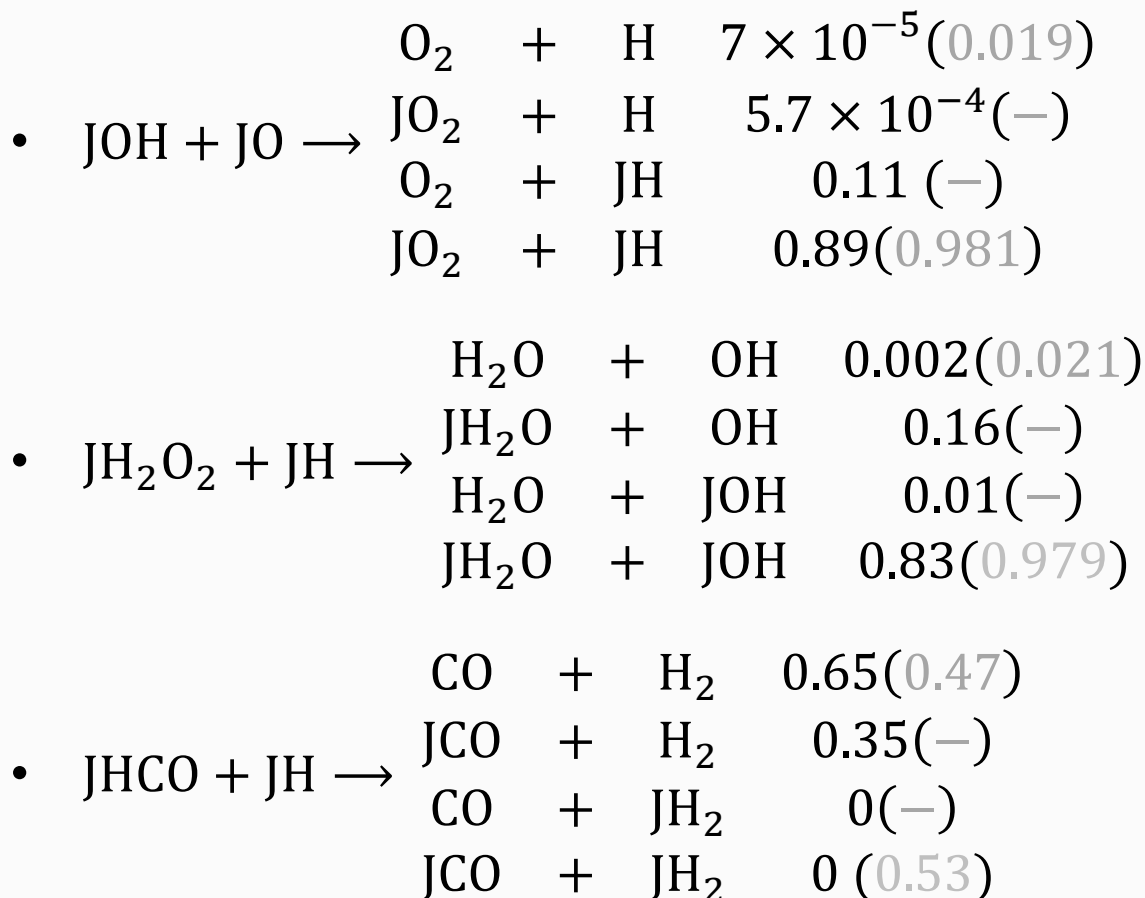 O₂ + H 7 × 10⁻⁵(0.019)
JO₂ + H 5.7 × 10⁻⁴(−)
• JOH + JO ⟶
O₂ + JH 0.11 (−)
JO₂ + JH 0.89(0.981)
H₂O + OH 0.002(0.021)
JH₂O + OH 0.16(−)
• JH₂O₂ + JH ⟶
H₂O + JOH 0.01(−)
JH₂O + JOH 0.83(0.979)
CO + H₂ 0.65(0.47)
JCO + H₂ 0.35(−)
• JHCO + JH ⟶
CO + JH₂ 0(−)
JCO + JH₂ 0 (0.53)